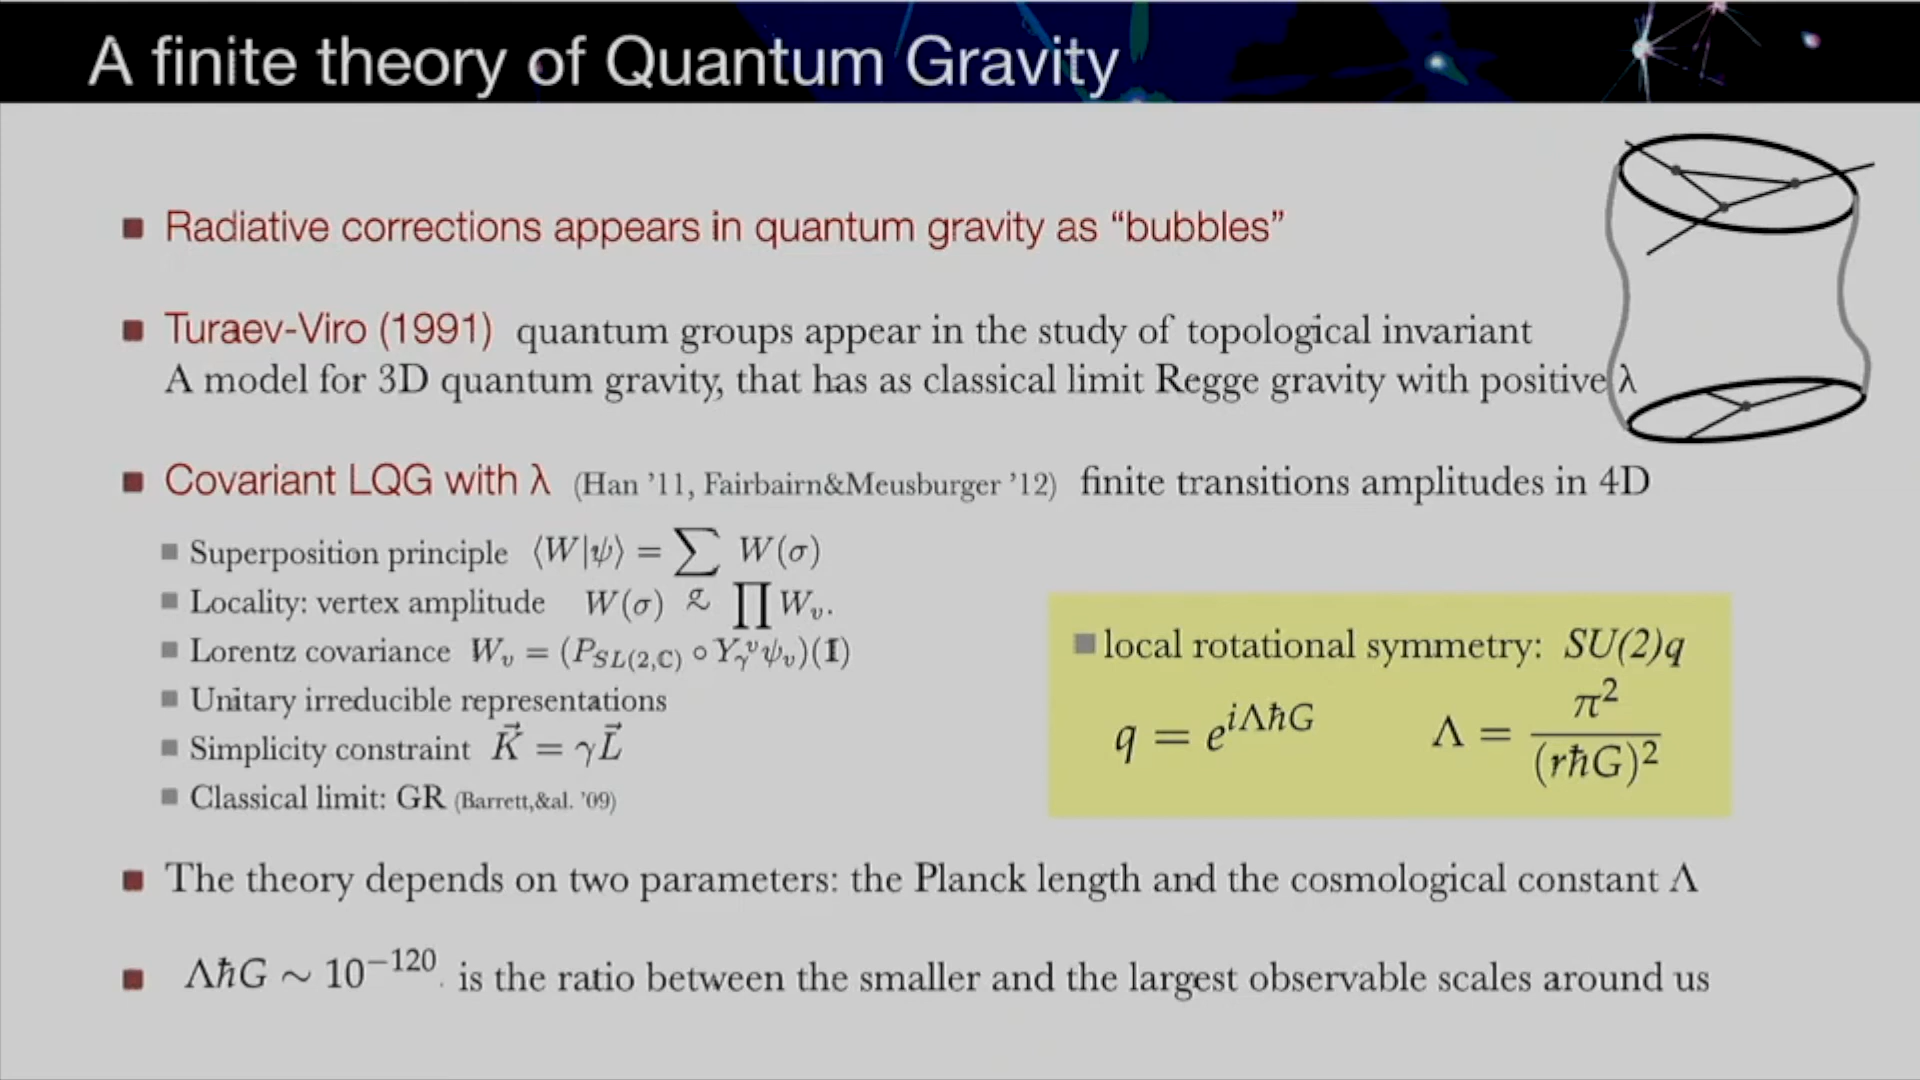 A finite theory of Quantum Gravity
Radiative corrections appears in quantum gravity as “bubbles”
Turaev-Viro (1991) quantum groups appear in the study of topological invariant
A model for 3D quantum gravity, that has as classical limit Regge gravity with positive λ
Covariant LQG with λ (Han ’11, Fairbairn&Meusburger ’12) finite transitions amplitudes in 4D
Superposition principle ⟨W|ψ⟩ = ∑ W(σ)
Locality: vertex amplitude W(σ) ~ ∏ Wᵥ.
Lorentz covariance Wᵥ = (P_{SL(2,ℂ)} ∘ Y_γ^v ψᵥ)(𝟙)
Unitary irreducible representations
Simplicity constraint K⃗ = γL⃗
Classical limit: GR (Barrett,&al. ’09)
local rotational symmetry: SU(2)q
q = e^{iΛħG} Λ = π²/(rħG)²
The theory depends on two parameters: the Planck length and the cosmological constant Λ
ΛħG ∼ 10^{−120}. is the ratio between the smaller and the largest observable scales around us